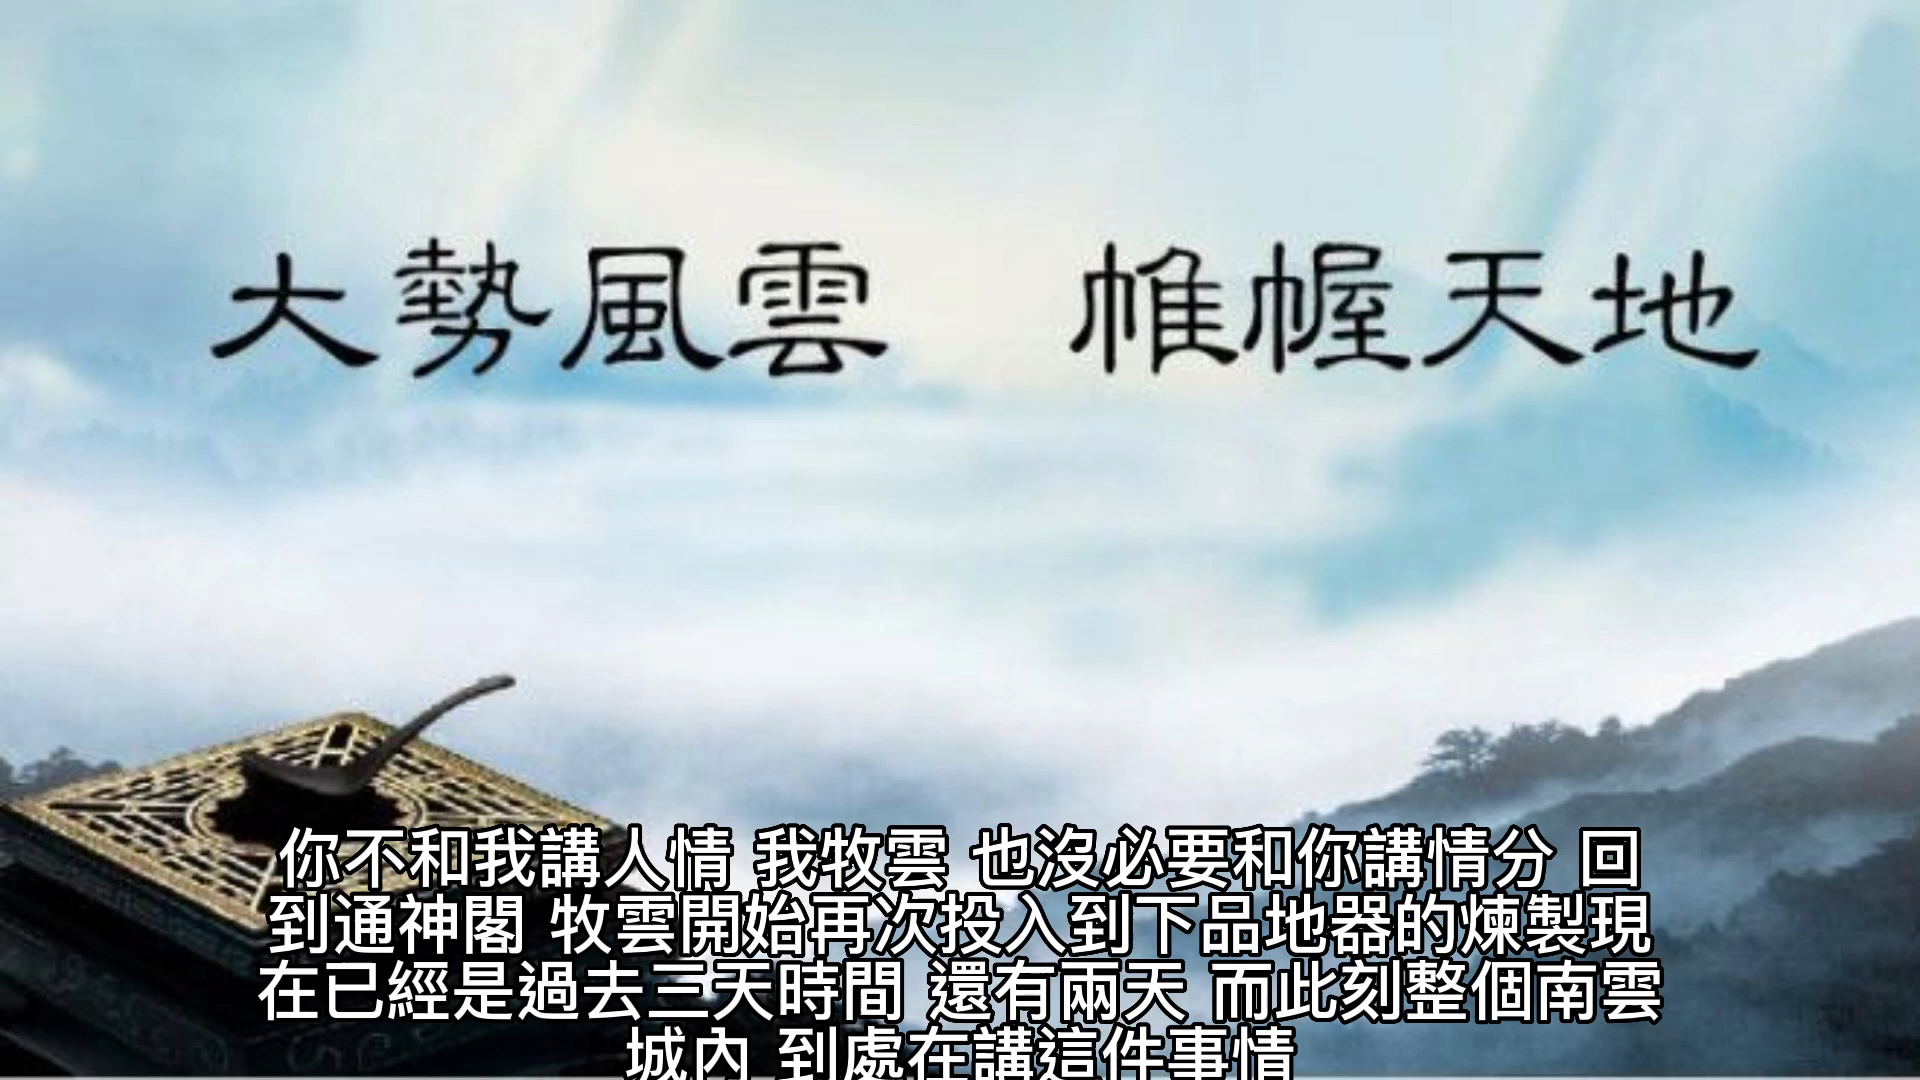 大勢風雲 帷幄天地
你不和我講人情 我牧雲 也沒必要和你講情分 回
到通神閣 牧雲開始再次投入到下品地器的煉製現
在已經是過去三天時間 還有兩天 而此刻整個南雲
城內 到處在講這件事情